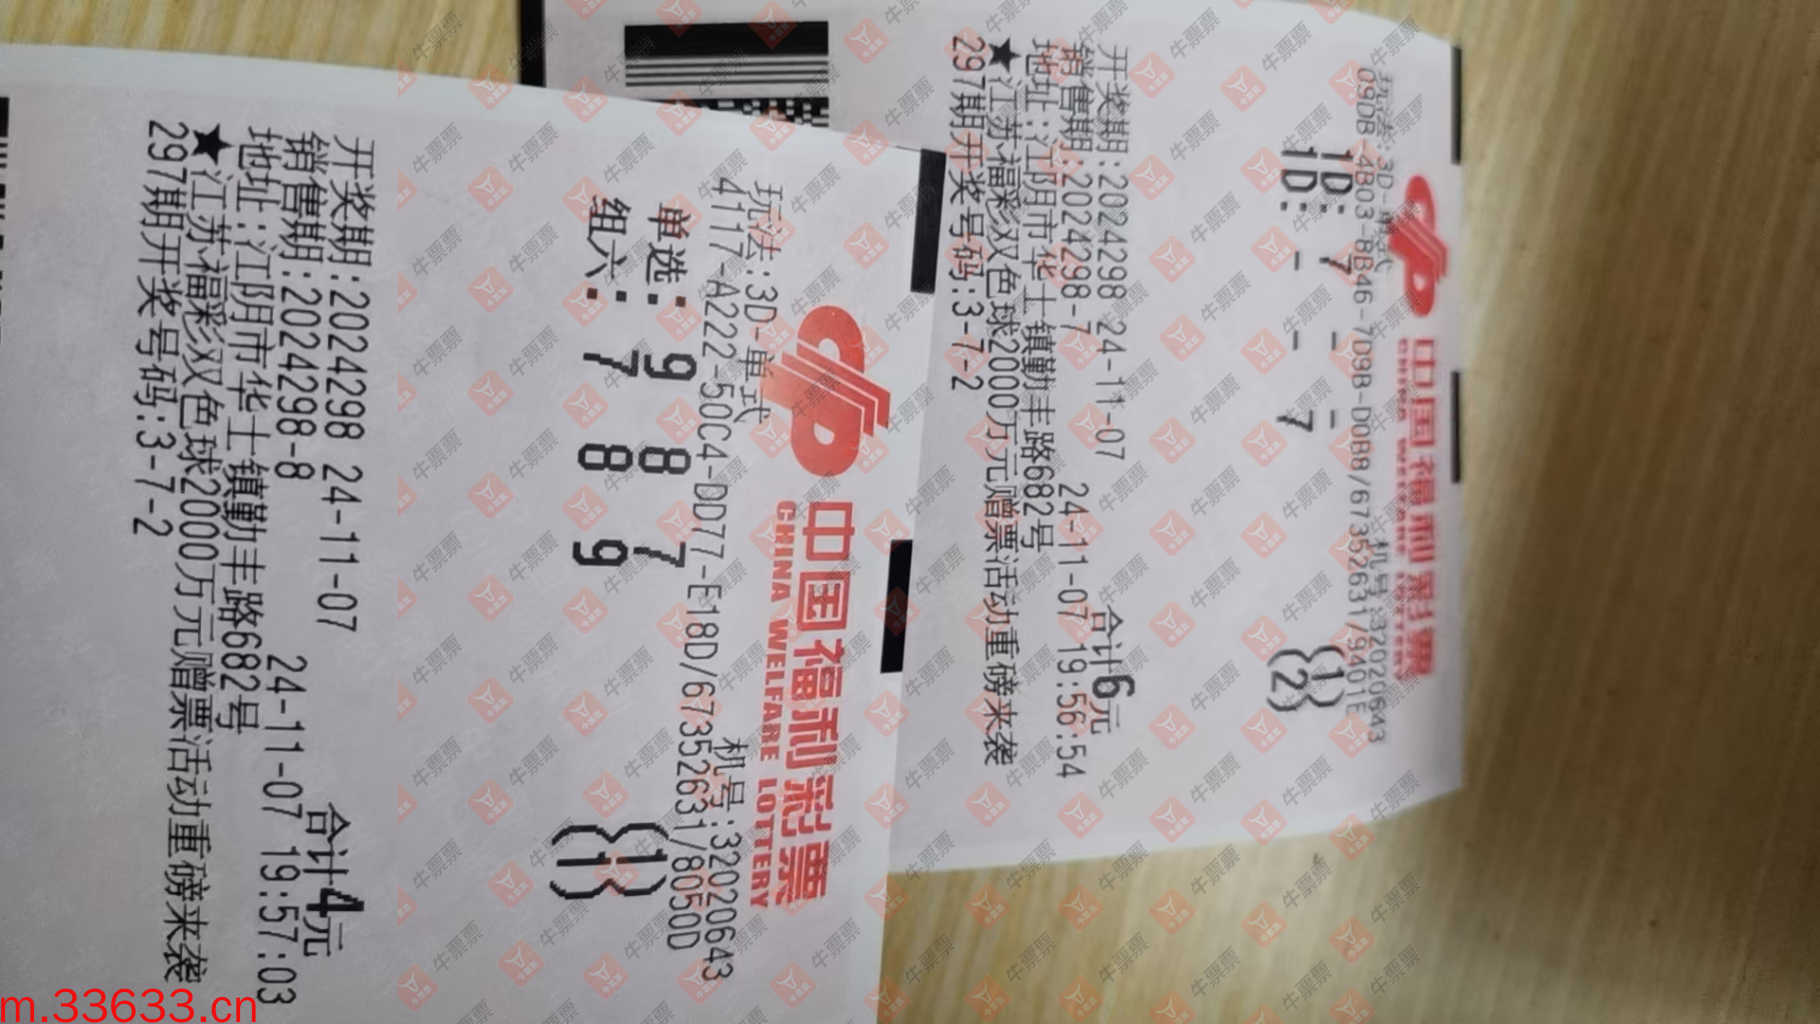 中国福利彩票
CHINA WELFARE LOTTERY
玩法:3D-单式
机号:32020643
4117-A222-50C4-DD77-E18D/67352631/8050D
单选: 9 8 7 (1)
组六: 7 8 9 (1)
开奖期:2024298 24-11-07
合计4元
销售期:2024298-8
24-11-07 19:57:03
地址:江阴市华士镇勤丰路682号
★江苏福彩双色球2000万元赠票活动重磅来袭
297期开奖号码:3-7-2
中国福利彩票
CHINA WELFARE LOTTERY
玩法:3D-单式
机号:32020643
09DB-4B03-8B46-7D9B-D0B8/67352631/9401E
1D: 7 - - (1)
1D: - - 7 (2)
开奖期:2024298 24-11-07
合计6元
销售期:2024298-7
24-11-07 19:56:54
地址:江阴市华士镇勤丰路682号
★江苏福彩双色球2000万元赠票活动重磅来袭
297期开奖号码:3-7-2
牛票票
m.33633.cn